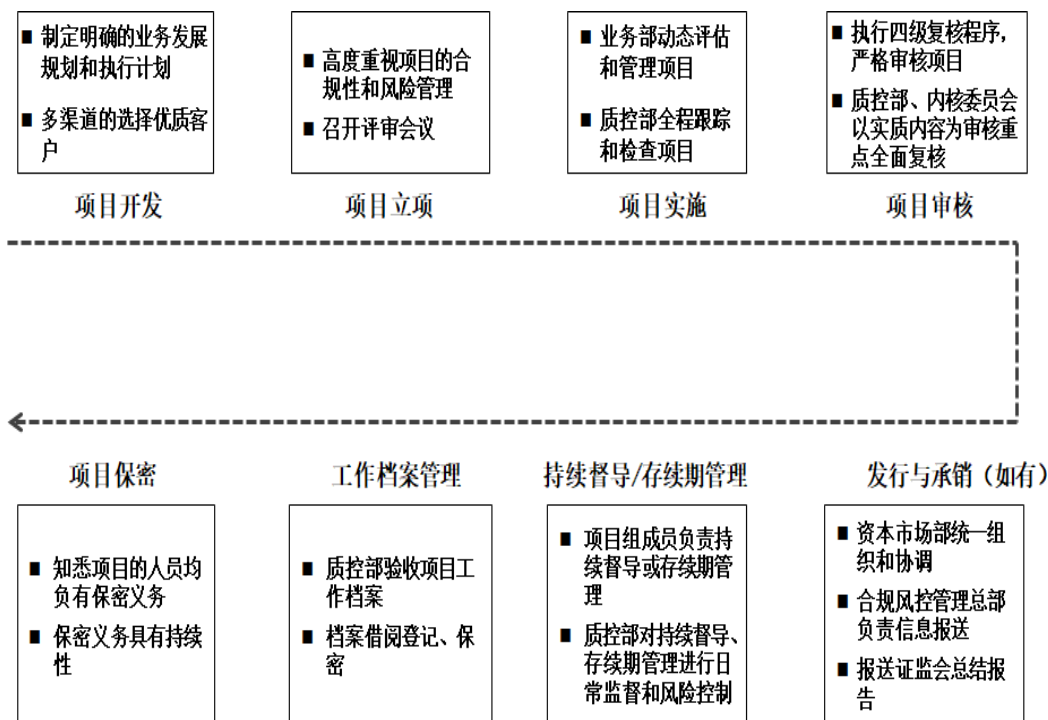 ■ 制定明确的业务发展
规划和执行计划
■ 多渠道的选择优质客
户
项目开发
■ 高度重视项目的合
规性和风险管理
■ 召开评审会议
项目立项
■ 业务部动态评估
和管理项目
■ 质控部全程跟踪
和检查项目
项目实施
■ 执行四级复核程序,
严格审核项目
■ 质控部、内核委员会
以实质内容为审核重
点全面复核
项目审核
发行与承销（如有）
■ 资本市场部统一组
织和协调
■ 合规风控管理总部
负责信息报送
■ 报送证监会总结报
告
持续督导/存续期管理
■ 项目组成员负责持
续督导或存续期管
理
■ 质控部对持续督导、
存续期管理进行日
常监督和风险控制
工作档案管理
■ 质控部验收项目工
作档案
■ 档案借阅登记、保
密
项目保密
■ 知悉项目的人员均
负有保密义务
■ 保密义务具有持续
性